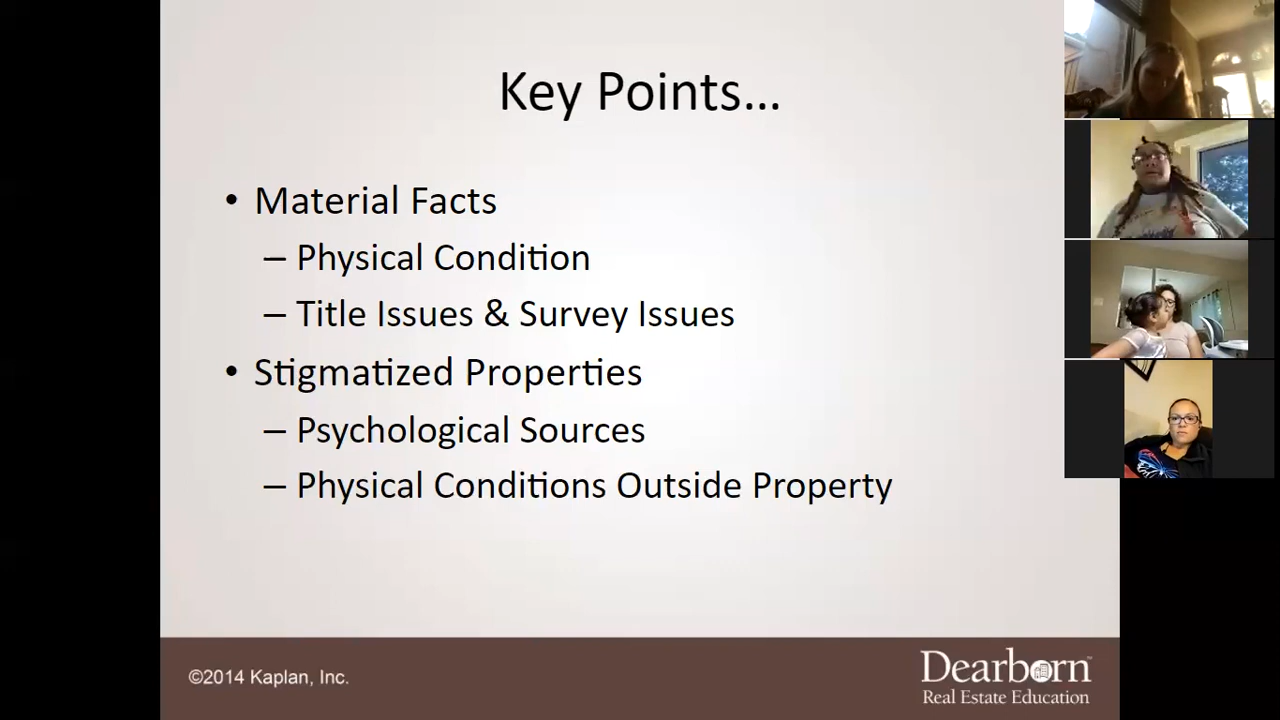 Key Points…
• Material Facts
– Physical Condition
– Title Issues & Survey Issues
• Stigmatized Properties
– Psychological Sources
– Physical Conditions Outside Property
©2014 Kaplan, Inc.
Dearborn™
Real Estate Education